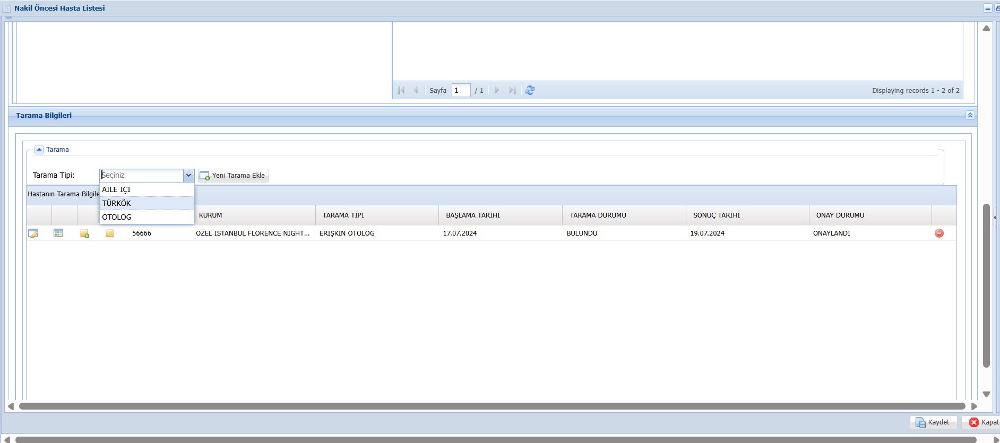 Nakil Öncesi Hasta Listesi
Sayfa 1 / 1
Displaying records 1 - 2 of 2
Tarama Bilgileri
Tarama
Tarama Tipi:
Seçiniz
Yeni Tarama Ekle
AİLE İÇİ
TÜRKÖK
OTOLOG
Hastanın Tarama Bilgile
KURUM TARAMA TİPİ BAŞLAMA TARİHİ TARAMA DURUMU SONUÇ TARİHİ ONAY DURUMU
56666 ÖZEL İSTANBUL FLORENCE NIGHT... ERİŞKİN OTOLOG 17.07.2024 BULUNDU 19.07.2024 ONAYLANDI
Kaydet
Kapat